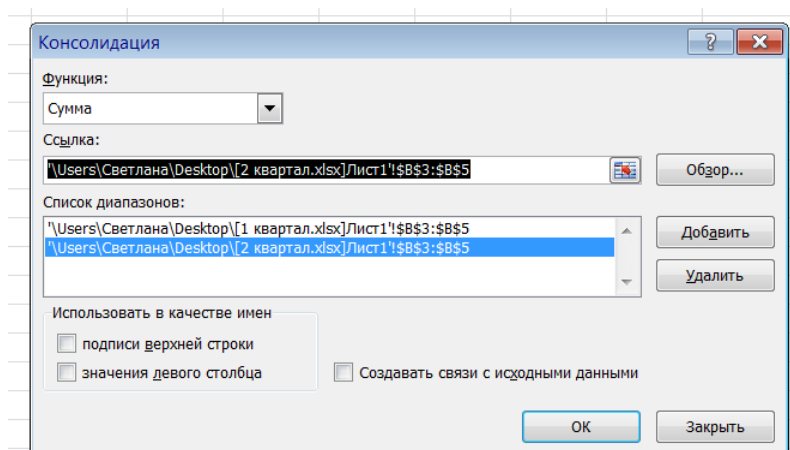 Консолидация
Функция:
Сумма
Ссылка:
'\Users\Светлана\Desktop\[2 квартал.xlsx]Лист1'!$B$3:$B$5
Обзор...
Список диапазонов:
'\Users\Светлана\Desktop\[1 квартал.xlsx]Лист1'!$B$3:$B$5
'\Users\Светлана\Desktop\[2 квартал.xlsx]Лист1'!$B$3:$B$5
Добавить
Удалить
Использовать в качестве имен
подписи верхней строки
значения левого столбца
Создавать связи с исходными данными
ОК
Закрыть